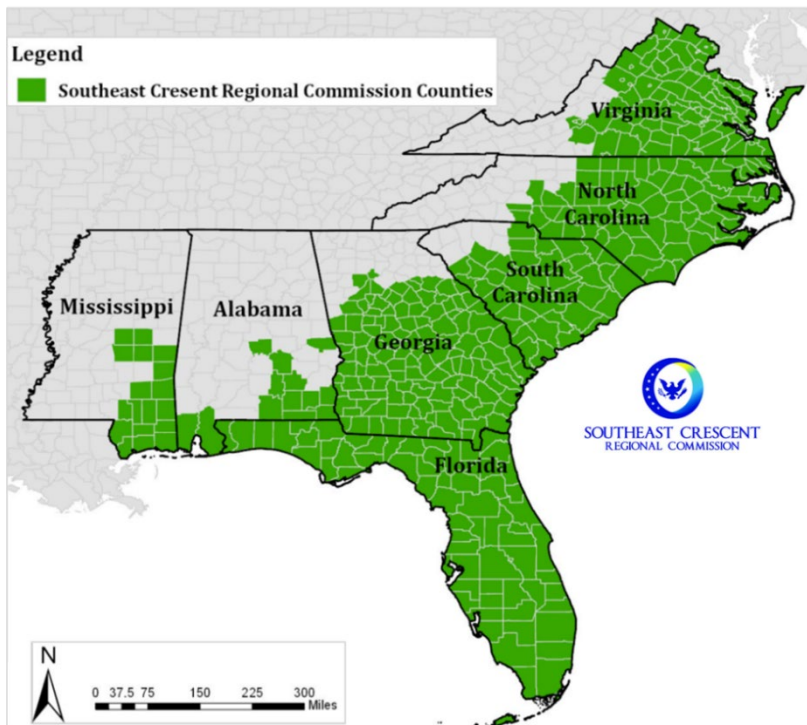 Legend
Southeast Cresent Regional Commission Counties
Virginia
North
Carolina
South
Carolina
Mississippi
Alabama
Georgia
Florida
SOUTHEAST CRESCENT
REGIONAL COMMISSION
N
0 37.5 75 150 225 300
Miles